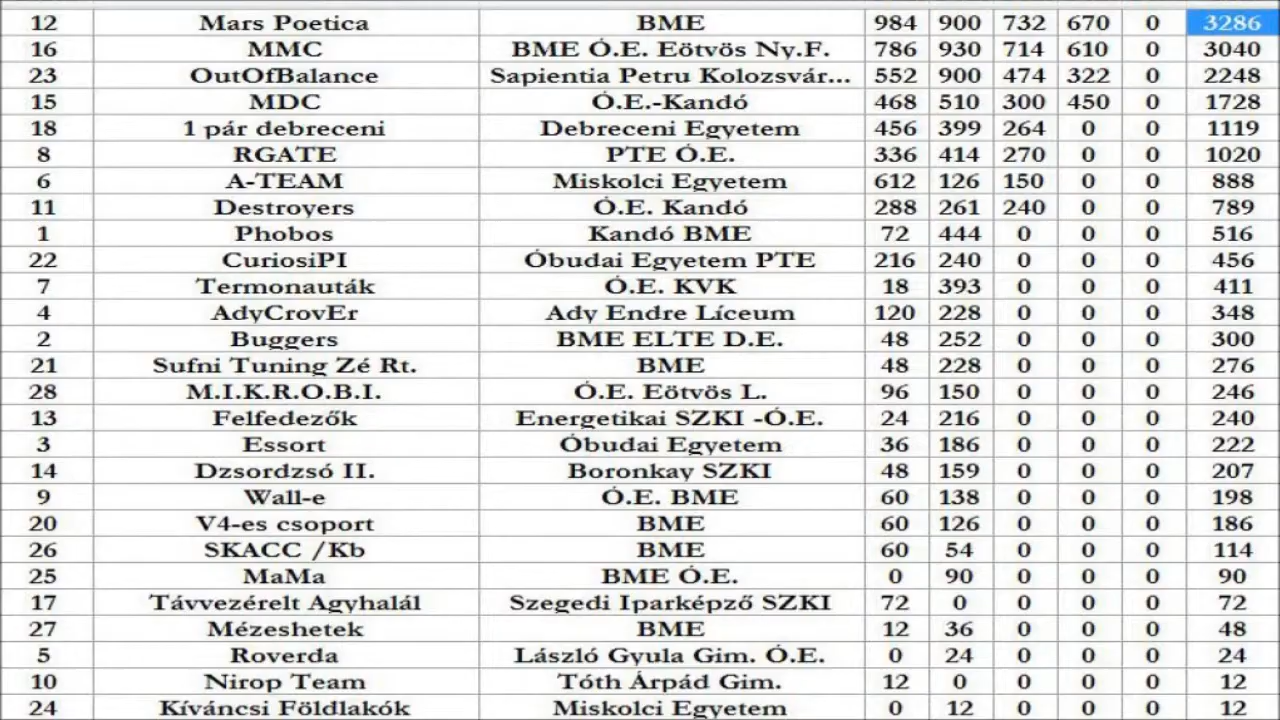 12 Mars Poetica BME 984 900 732 670 0 3286
16 MMC BME Ó.E. Eötvös Ny.F. 786 930 714 610 0 3040
23 OutOfBalance Sapientia Petru Kolozsvár... 552 900 474 322 0 2248
15 MDC Ó.E.-Kandó 468 510 300 450 0 1728
18 1 pár debreceni Debreceni Egyetem 456 399 264 0 0 1119
8 RGATE PTE Ó.E. 336 414 270 0 0 1020
6 A-TEAM Miskolci Egyetem 612 126 150 0 0 888
11 Destroyers Ó.E. Kandó 288 261 240 0 0 789
1 Phobos Kandó BME 72 444 0 0 0 516
22 CuriosiPI Óbudai Egyetem PTE 216 240 0 0 0 456
7 Termonauták Ó.E. KVK 18 393 0 0 0 411
4 AdyCrovEr Ady Endre Líceum 120 228 0 0 0 348
2 Buggers BME ELTE D.E. 48 252 0 0 0 300
21 Sufni Tuning Zé Rt. BME 48 228 0 0 0 276
28 M.I.K.R.O.B.I. Ó.E. Eötvös L. 96 150 0 0 0 246
13 Felfedezők Energetikai SZKI -Ó.E. 24 216 0 0 0 240
3 Essort Óbudai Egyetem 36 186 0 0 0 222
14 Dzsordzsó II. Boronkay SZKI 48 159 0 0 0 207
9 Wall-e Ó.E. BME 60 138 0 0 0 198
20 V4-es csoport BME 60 126 0 0 0 186
26 SKACC /Kb BME 60 54 0 0 0 114
25 MaMa BME Ó.E. 0 90 0 0 0 90
17 Távvezérelt Agyhalál Szegedi Iparképző SZKI 72 0 0 0 0 72
27 Mézeshetek BME 12 36 0 0 0 48
5 Roverda László Gyula Gim. Ó.E. 0 24 0 0 0 24
10 Nirop Team Tóth Árpád Gim. 12 0 0 0 0 12
24 Kíváncsi Földlakók Miskolci Egyetem 0 12 0 0 0 12